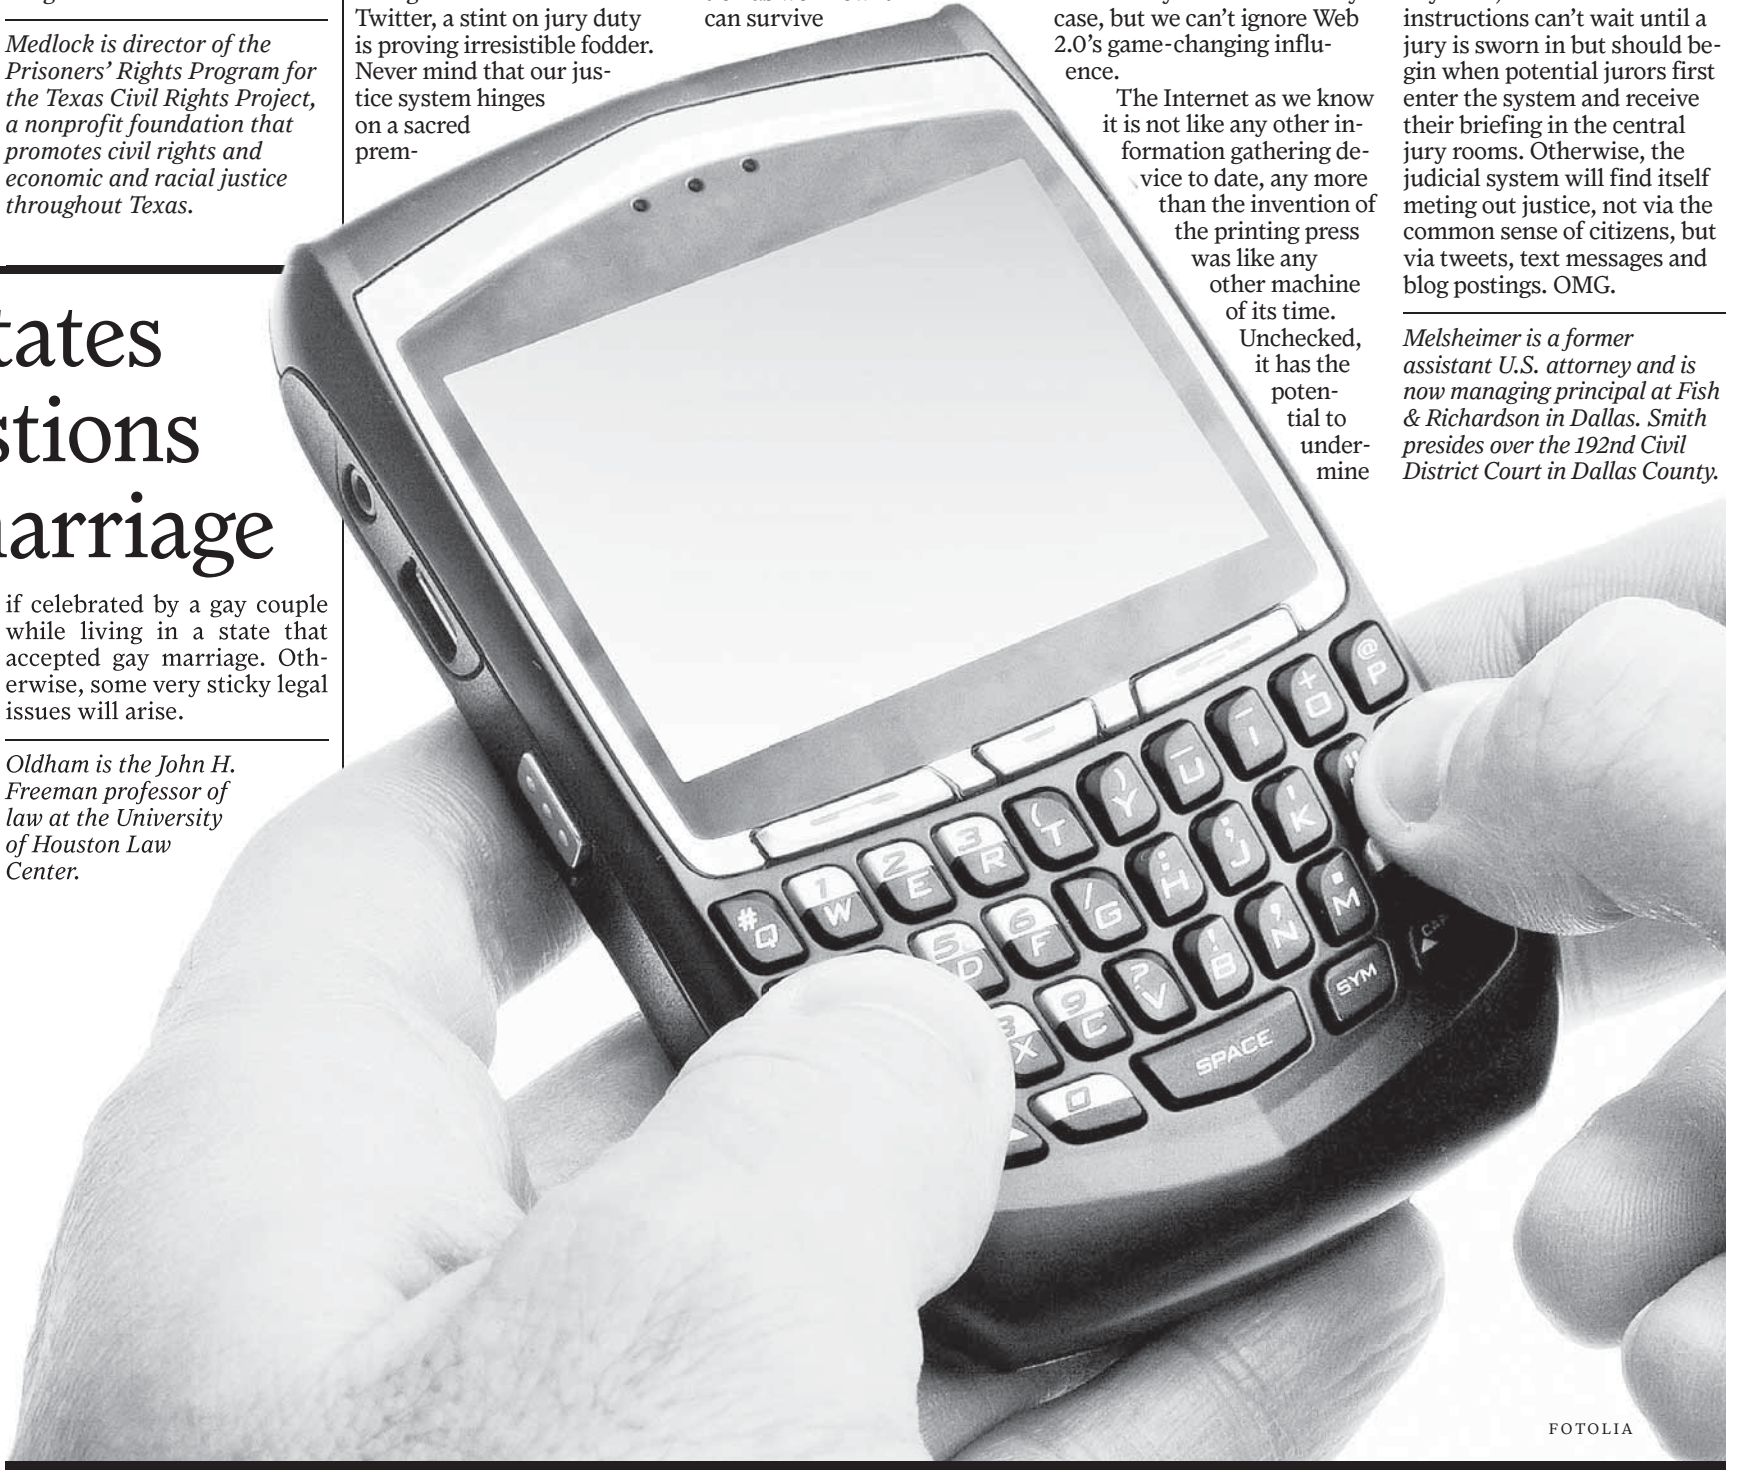 Medlock is director of the
Prisoners’ Rights Program for
the Texas Civil Rights Project,
a nonprofit foundation that
promotes civil rights and
economic and racial justice
throughout Texas.
tates
stions
arriage
if celebrated by a gay couple
while living in a state that
accepted gay marriage. Oth-
erwise, some very sticky legal
issues will arise.
Oldham is the John H.
Freeman professor of
law at the University
of Houston Law
Center.
Twitter, a stint on jury duty
is proving irresistible fodder.
Never mind that our jus-
tice system hinges
on a sacred
prem-
can survive
case, but we can’t ignore Web
2.0’s game-changing influ-
ence.
The Internet as we know
it is not like any other in-
formation gathering de-
vice to date, any more
than the invention of
the printing press
was like any
other machine
of its time.
Unchecked,
it has the
poten-
tial to
under-
mine
instructions can’t wait until a
jury is sworn in but should be-
gin when potential jurors first
enter the system and receive
their briefing in the central
jury rooms. Otherwise, the
judicial system will find itself
meting out justice, not via the
common sense of citizens, but
via tweets, text messages and
blog postings. OMG.
Melsheimer is a former
assistant U.S. attorney and is
now managing principal at Fish
& Richardson in Dallas. Smith
presides over the 192nd Civil
District Court in Dallas County.
# Q 1 W 2 E 3 R ( T ) Y _ U - I + O @ P
5 D 6 F / G : H ; J ' K "
X 9 C ? V ! B , N . M
0 SPACE SYM CAP
FOTOLIA